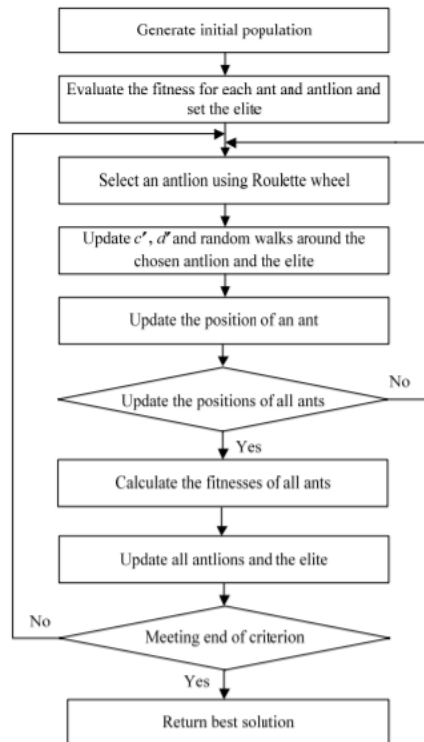 Generate initial population
Evaluate the fitness for each ant and antlion and
set the elite
Select an antlion using Roulette wheel
Update c', d' and random walks around the
chosen antlion and the elite
Update the position of an ant
Update the positions of all ants
No
Yes
Calculate the fitnesses of all ants
Update all antlions and the elite
No
Meeting end of criterion
Yes
Return best solution